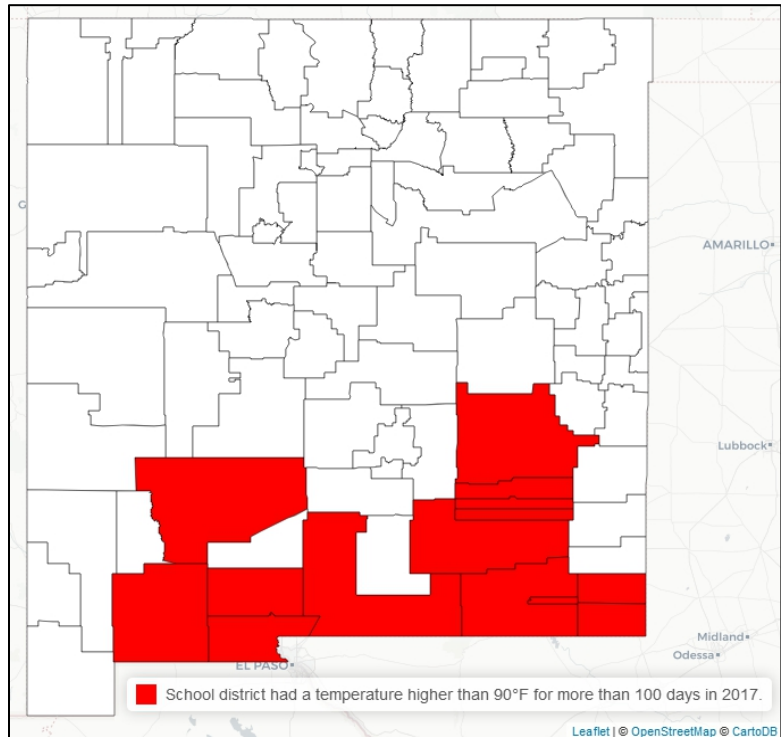 G
AMARILLO
Lubbock
Midland
Odessa
EL PASO
School district had a temperature higher than 90°F for more than 100 days in 2017.
Leaflet | © OpenStreetMap © CartoDB